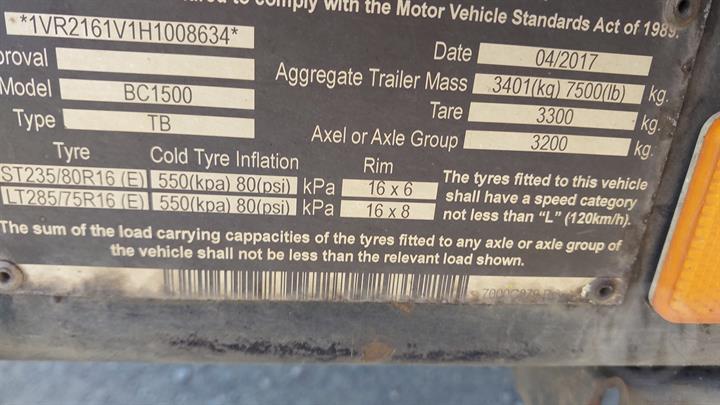 to comply with the Motor Vehicle Standards Act of 1989.
*1VR2161V1H1008634* Date 04/2017
Aggregate Trailer Mass 3401(kg) 7500(lb) kg.
Model BC1500 Tare 3300 kg.
Type TB Axel or Axle Group 3200 kg.
Tyre Cold Tyre Inflation Rim
ST235/80R16 (E) 550(kpa) 80(psi) kPa 16 x 6
LT285/75R16 (E) 550(kpa) 80(psi) kPa 16 x 8
The tyres fitted to this vehicle
shall have a speed category
not less than "L" (120km/h).
The sum of the load carrying cappacities of the tyres fitted to any axle or axle group of
the vehicle shall not be less than the relevant load shown.